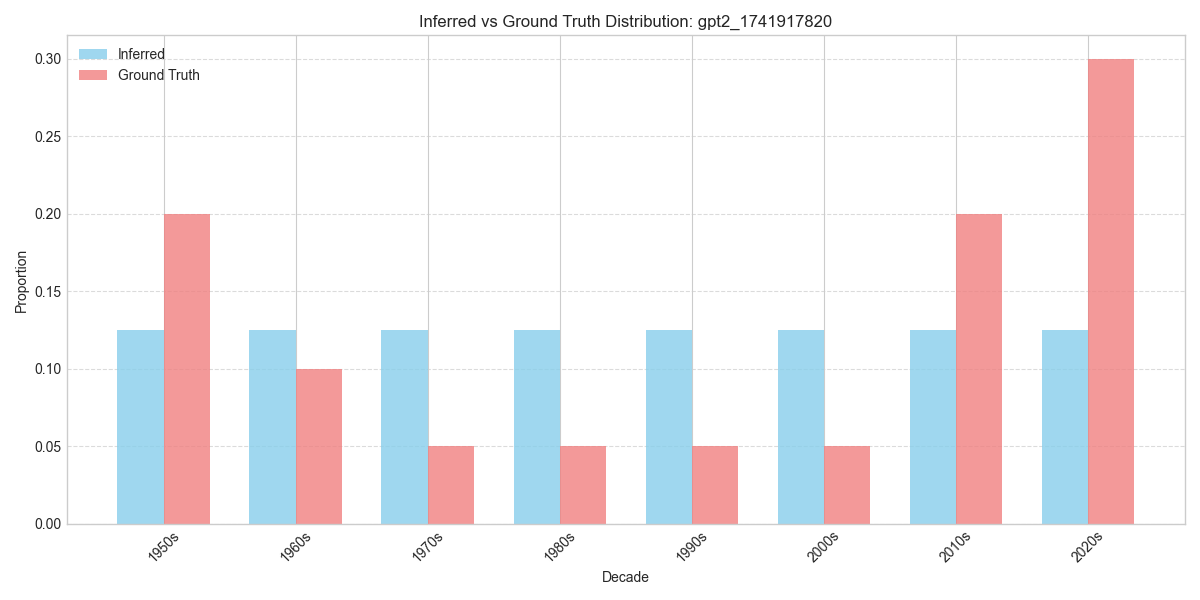 Inferred vs Ground Truth Distribution: gpt2_1741917820
Inferred
Ground Truth
Proportion
0.30
0.25
0.20
0.15
0.10
0.05
0.00
1950s
1960s
1970s
1980s
1990s
2000s
2010s
2020s
Decade